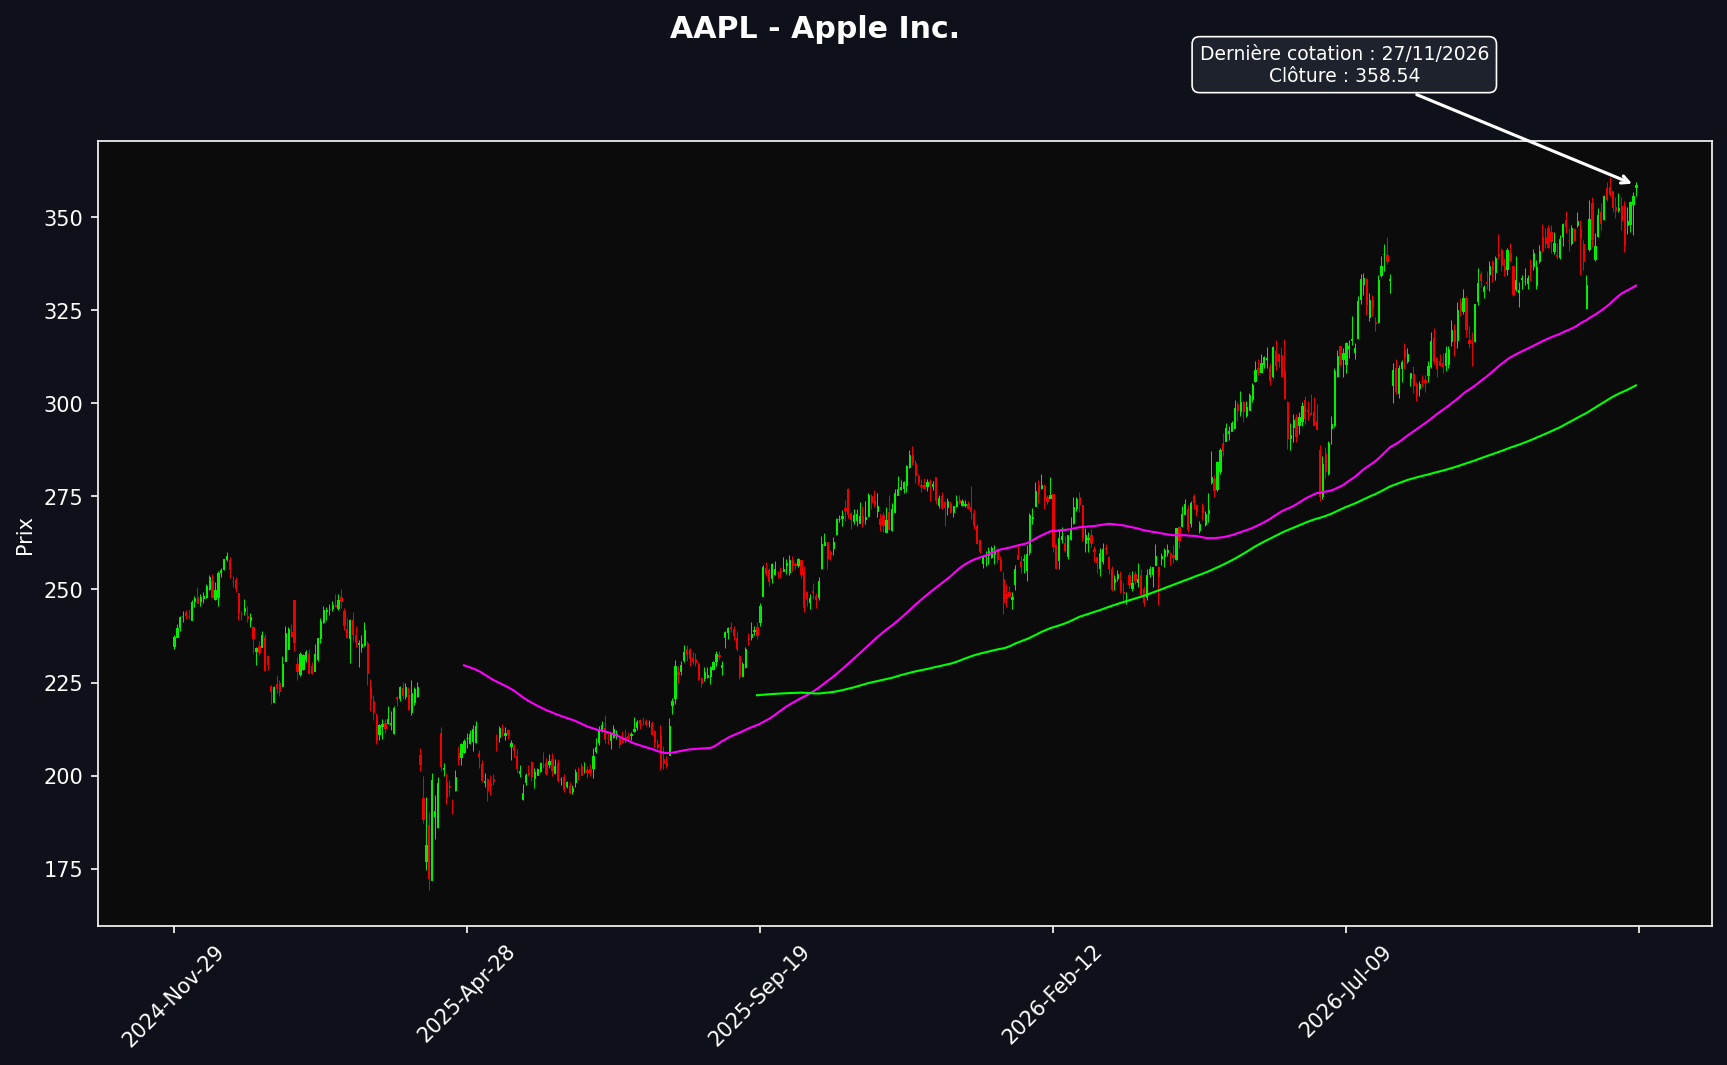 AAPL - Apple Inc.
Dernière cotation : 27/11/2026
Clôture : 358.54
Prix
350
325
300
275
250
225
200
175
2024-Nov-29
2025-Apr-28
2025-Sep-19
2026-Feb-12
2026-Jul-09